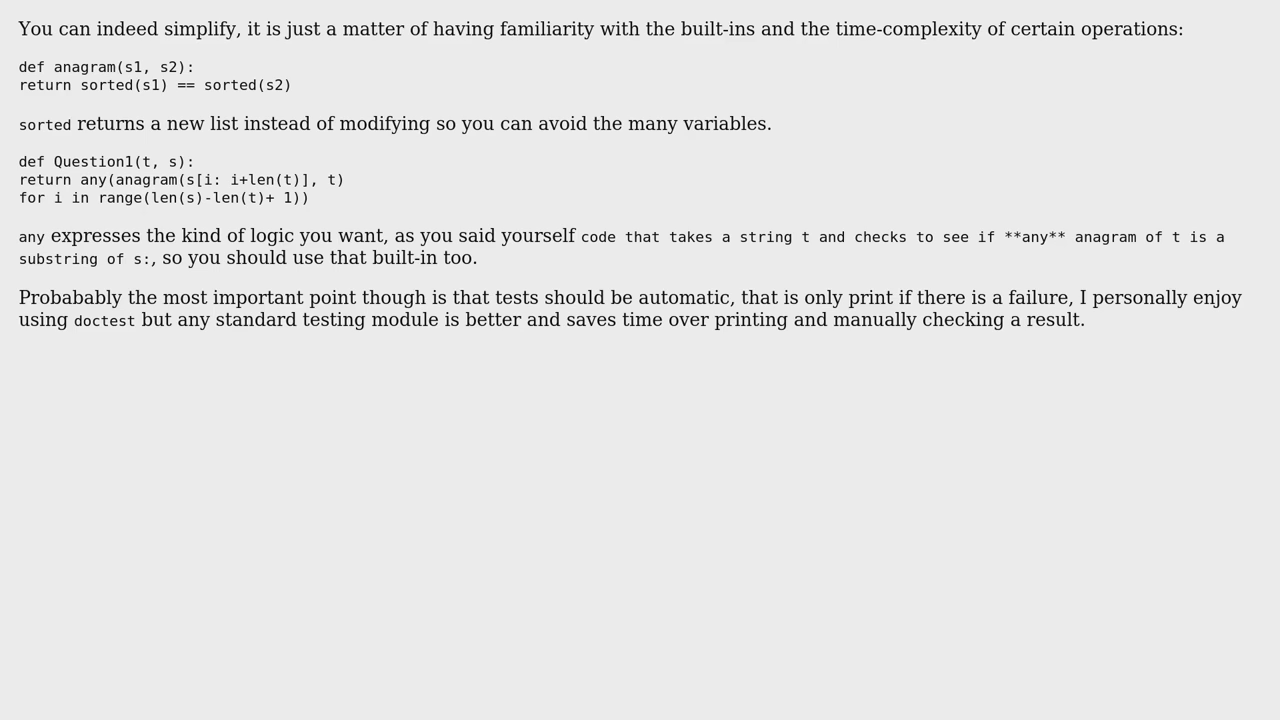 You can indeed simplify, it is just a matter of having familiarity with the built-ins and the time-complexity of certain operations:
def anagram(s1, s2):
return sorted(s1) == sorted(s2)
sorted returns a new list instead of modifying so you can avoid the many variables.
def Question1(t, s):
return any(anagram(s[i: i+len(t)], t)
for i in range(len(s)-len(t)+ 1))
any expresses the kind of logic you want, as you said yourself code that takes a string t and checks to see if **any** anagram of t is a
substring of s:, so you should use that built-in too.
Probabably the most important point though is that tests should be automatic, that is only print if there is a failure, I personally enjoy
using doctest but any standard testing module is better and saves time over printing and manually checking a result.